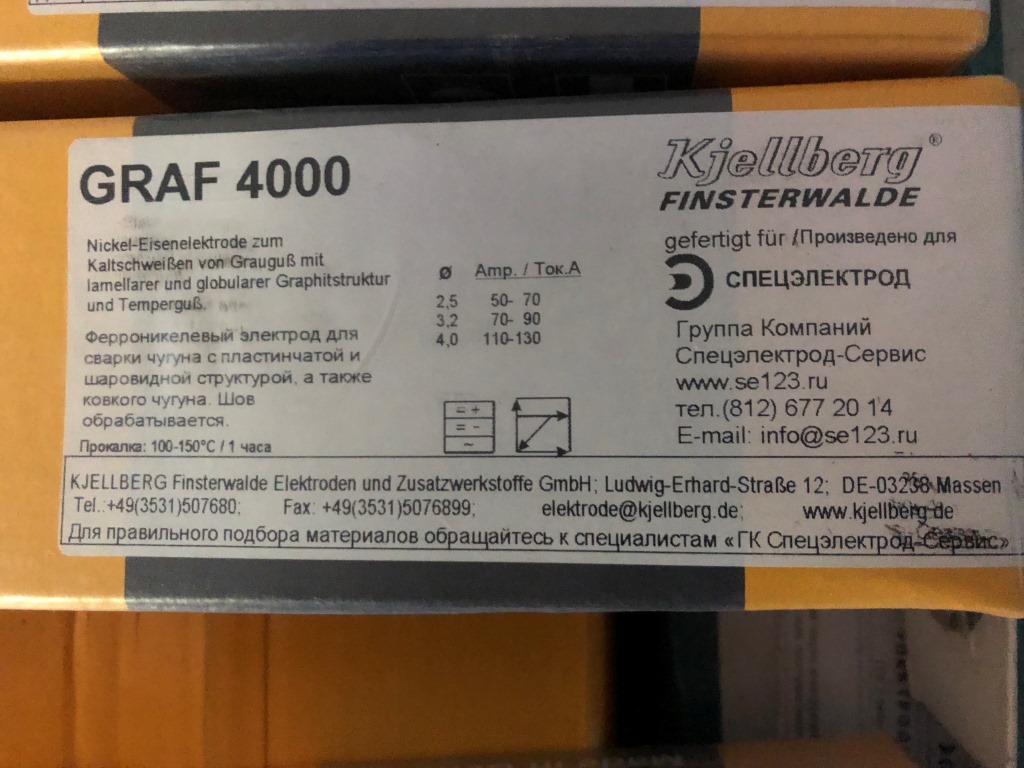 GRAF 4000
Nickel-Eisenelektrode zum
Kaltschweißen von Grauguß mit
lamellarer und globularer Graphitstruktur
und Temperguß.
Ферроникелевый электрод для
сварки чугуна с пластинчатой и
шаровидной структурой, а также
ковкого чугуна. Шов
обрабатывается.
Прокалка: 100-150°C / 1 часа
ø Amp. / Ток.А
2,5 50- 70
3,2 70- 90
4,0 110-130
= +
= -
~
Kjellberg®
FINSTERWALDE
gefertigt für /Произведено для
СПЕЦЭЛЕКТРОД
Группа Компаний
Спецэлектрод-Сервис
www.se123.ru
тел.(812) 677 20 14
E-mail: info@se123.ru
KJELLBERG Finsterwalde Elektroden und Zusatzwerkstoffe GmbH; Ludwig-Erhard-Straße 12; DE-03238 Massen
Tel.:+49(3531)507680; Fax: +49(3531)5076899; elektrode@kjellberg.de; www.kjellberg.de
Для правильного подбора материалов обращайтесь к специалистам «ГК Спецэлектрод-Сервис»